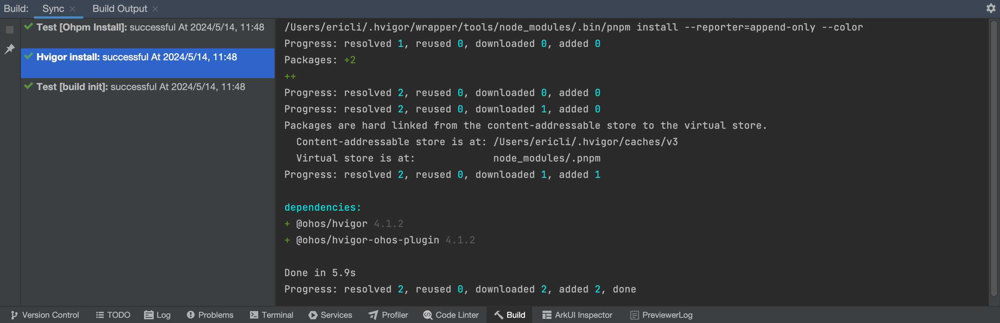 Build: Sync Build Output
Test [Ohpm Install]: successful At 2024/5/14, 11:48
Hvigor install: successful At 2024/5/14, 11:48
Test [build init]: successful At 2024/5/14, 11:48
/Users/ericli/.hvigor/wrapper/tools/node_modules/.bin/pnpm install --reporter=append-only --color
Progress: resolved 1, reused 0, downloaded 0, added 0
Packages: +2
++
Progress: resolved 2, reused 0, downloaded 0, added 0
Progress: resolved 2, reused 0, downloaded 1, added 0
Packages are hard linked from the content-addressable store to the virtual store.
  Content-addressable store is at: /Users/ericli/.hvigor/caches/v3
  Virtual store is at:             node_modules/.pnpm
Progress: resolved 2, reused 0, downloaded 1, added 1
dependencies:
+ @ohos/hvigor 4.1.2
+ @ohos/hvigor-ohos-plugin 4.1.2
Done in 5.9s
Progress: resolved 2, reused 0, downloaded 2, added 2, done
Version Control TODO Log Problems Terminal Services Profiler Code Linter Build ArkUI Inspector PreviewerLog